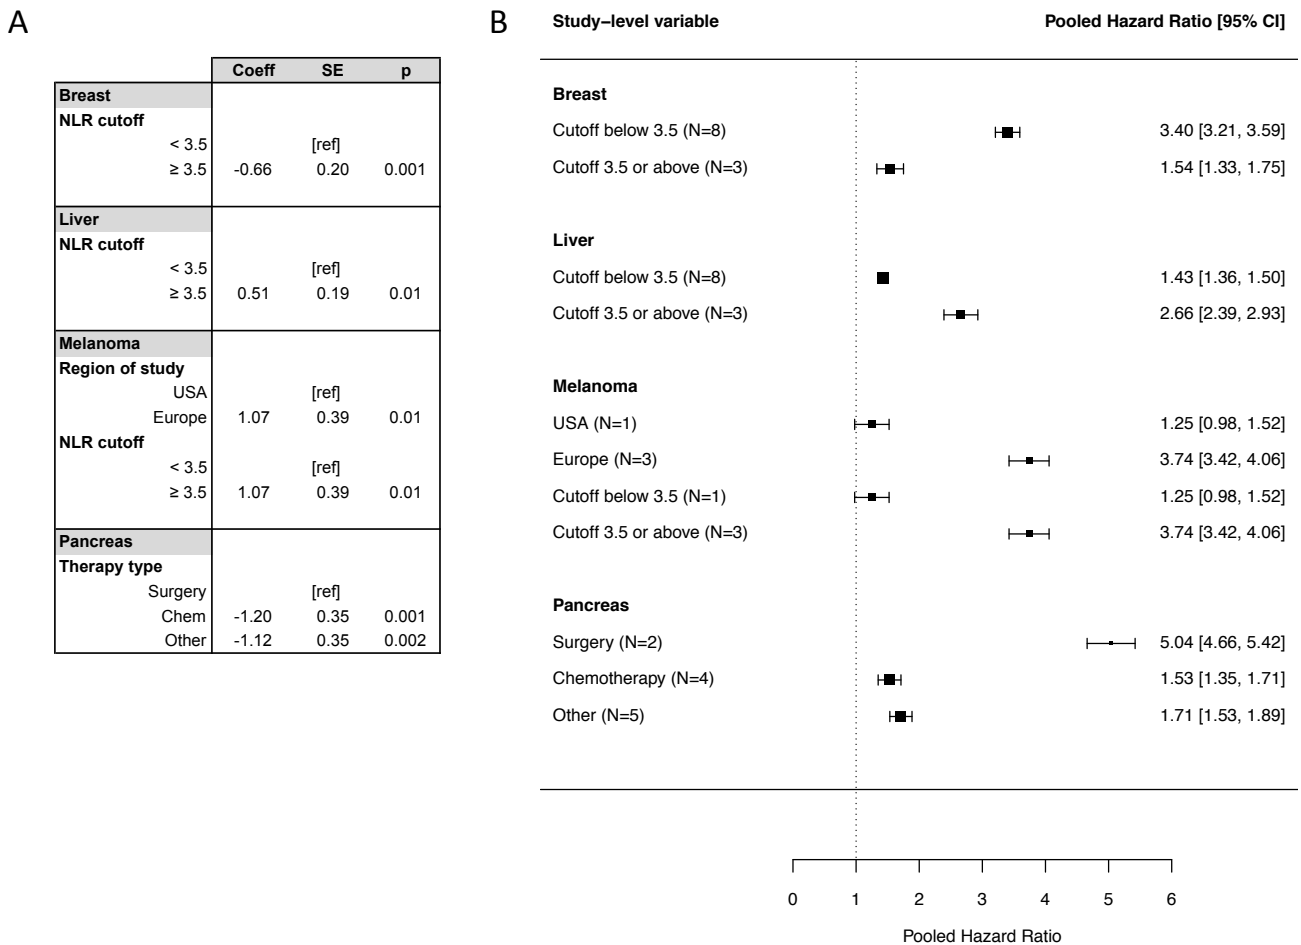 A
Coeff SE p
Breast
NLR cutoff
< 3.5 [ref]
≥ 3.5 -0.66 0.20 0.001
Liver
NLR cutoff
< 3.5 [ref]
≥ 3.5 0.51 0.19 0.01
Melanoma
Region of study
USA [ref]
Europe 1.07 0.39 0.01
NLR cutoff
< 3.5 [ref]
≥ 3.5 1.07 0.39 0.01
Pancreas
Therapy type
Surgery [ref]
Chem -1.20 0.35 0.001
Other -1.12 0.35 0.002
B
Study−level variable Pooled Hazard Ratio [95% CI]
Breast
Cutoff below 3.5 (N=8) 3.40 [3.21, 3.59]
Cutoff 3.5 or above (N=3) 1.54 [1.33, 1.75]
Liver
Cutoff below 3.5 (N=8) 1.43 [1.36, 1.50]
Cutoff 3.5 or above (N=3) 2.66 [2.39, 2.93]
Melanoma
USA (N=1) 1.25 [0.98, 1.52]
Europe (N=3) 3.74 [3.42, 4.06]
Cutoff below 3.5 (N=1) 1.25 [0.98, 1.52]
Cutoff 3.5 or above (N=3) 3.74 [3.42, 4.06]
Pancreas
Surgery (N=2) 5.04 [4.66, 5.42]
Chemotherapy (N=4) 1.53 [1.35, 1.71]
Other (N=5) 1.71 [1.53, 1.89]
0 1 2 3 4 5 6
Pooled Hazard Ratio